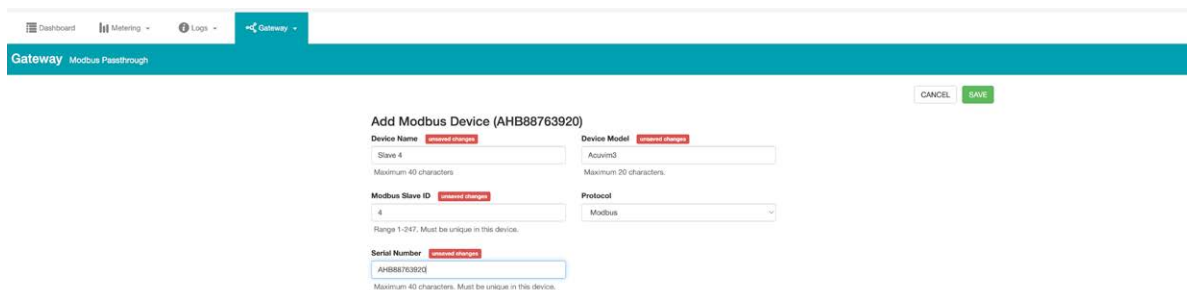 Dashboard Metering Logs Gateway
Gateway Modbus Passthrough
CANCEL SAVE
Add Modbus Device (AHB88763920)
Device Name unsaved changes Device Model unsaved changes
Slave 4 Acuvim3
Maximum 40 characters Maximum 20 characters.
Modbus Slave ID unsaved changes Protocol
4 Modbus
Range 1-247. Must be unique in this device.
Serial Number unsaved changes
AHB88763920
Maximum 40 characters. Must be unique in this device.